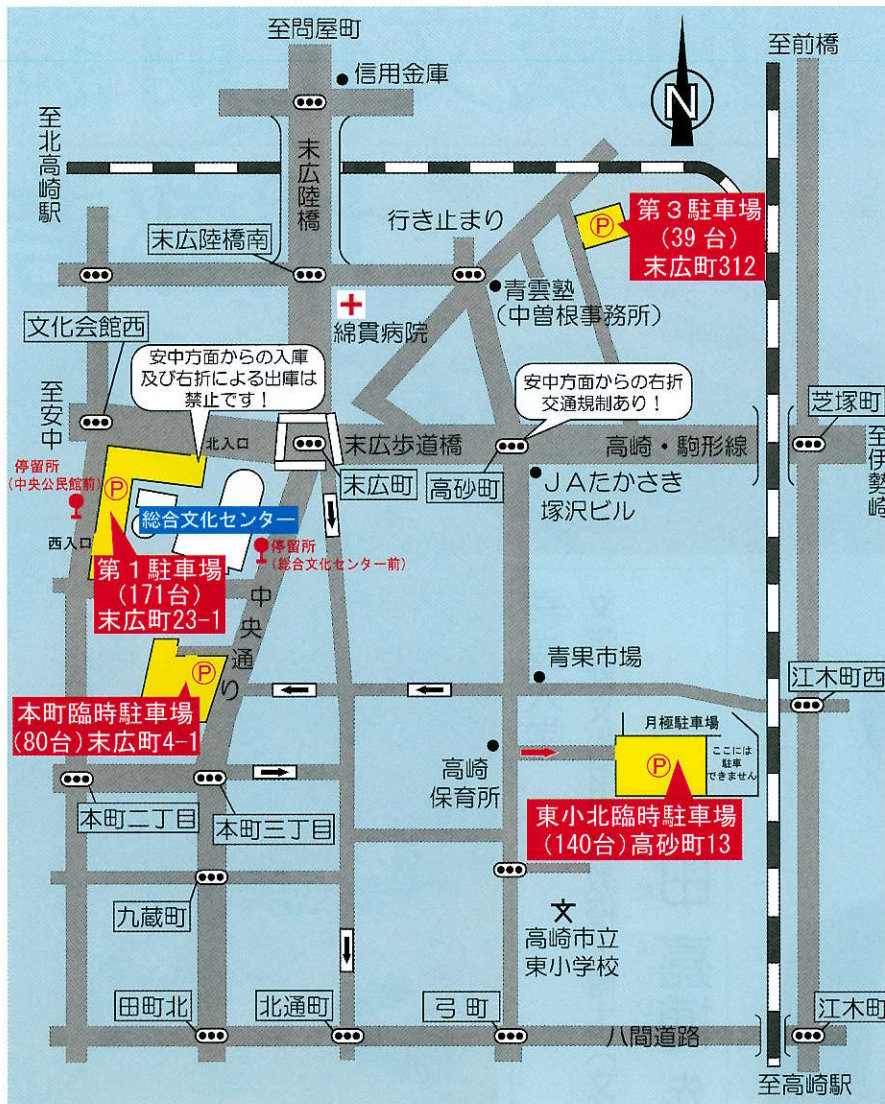 至問屋町
至前橋
信用金庫
N
至北高崎駅
末広陸橋
行き止まり
第3駐車場
(39台)
末広町312
末広陸橋南
青雲塾
(中曽根事務所)
綿貫病院
文化会館西
安中方面からの入庫
及び右折による出庫は
禁止です!
安中方面からの右折
交通規制あり!
至安中
芝塚町
北入口
末広歩道橋
高崎・駒形線
至伊勢崎
停留所
(中央公民館前)
P
末広町
高砂町
JAたかさき
塚沢ビル
総合文化センター
西入口
停留所
(総合文化センター前)
第1駐車場
(171台)
末広町23-1
中央通り
青果市場
P
江木町西
本町臨時駐車場
(80台)末広町4-1
月極駐車場
P
ここには
駐車
できません
高崎
保育所
本町二丁目
本町三丁目
東小北臨時駐車場
(140台)高砂町13
九蔵町
文
高崎市立
東小学校
田町北
北通町
弓町
八間道路
江木町
至高崎駅
P